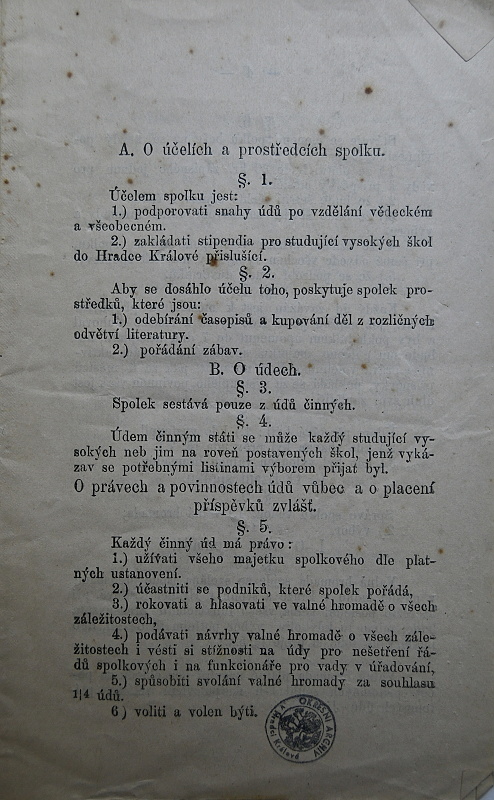 A. O účelích a prostředcích spolku.
§. 1.
Účelem spolku jest:
1.) podporovati snahy údů po vzdělání vědeckém
a všeobecném.
2.) zakládati stipendia pro studující vysokých škol
do Hradce Králové příslušící.
§. 2.
Aby se dosáhlo účelu toho, poskytuje spolek pro-
středků, které jsou:
1.) odebírání časopisů a kupování děl z rozličných
odvětví literatury.
2.) pořádání zábav.
B. O údech.
§. 3.
Spolek sestává pouze z údů činných.
§. 4.
Údem činným státi se může každý studující vy-
sokých neb jim na roveň postavených škol, jenž vyká-
zav se potřebnými listinami výborem přijat byl.
O právech a povinnostech údů vůbec a o placení
příspěvků zvlášť.
§. 5.
Každý činný úd má právo:
1.) užívati všeho majetku spolkového dle plat-
ných ustanovení.
2.) účastniti se podniků, které spolek pořádá,
3.) rokovati a hlasovati ve valné hromadě o všech
záležitostech,
4.) podávati návrhy valné hromadě o všech zále-
žitostech i vésti si stížnosti na údy pro nešetření řá-
dů spolkových i na funkcionáře pro vady v úřadování,
5.) spůsobiti svolání valné hromady za souhlasu
1|4 údů.
6) voliti a volen býti.
OKRESNÍ ARCHIV
v Hradci Králové